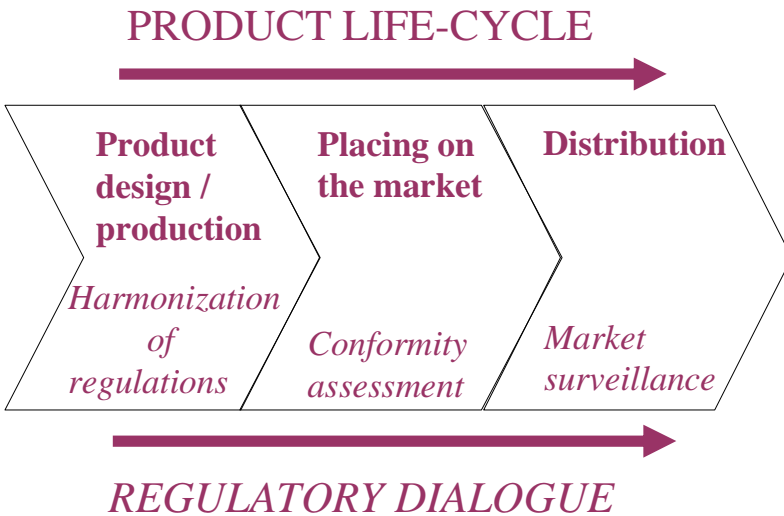 PRODUCT LIFE-CYCLE
Product
design /
production
Harmonization
of
regulations
Placing on
the market
Conformity
assessment
Distribution
Market
surveillance
REGULATORY DIALOGUE